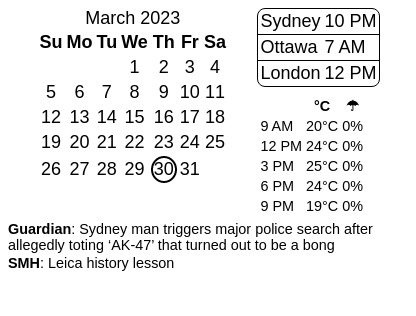 March 2023
Su Mo Tu We Th Fr Sa
1 2 3 4
5 6 7 8 9 10 11
12 13 14 15 16 17 18
19 20 21 22 23 24 25
26 27 28 29 30 31
Sydney 10 PM
Ottawa 7 AM
London 12 PM
°C ☂
9 AM 20°C 0%
12 PM 24°C 0%
3 PM 25°C 0%
6 PM 24°C 0%
9 PM 19°C 0%
Guardian: Sydney man triggers major police search after
allegedly toting ‘AK-47’ that turned out to be a bong
SMH: Leica history lesson